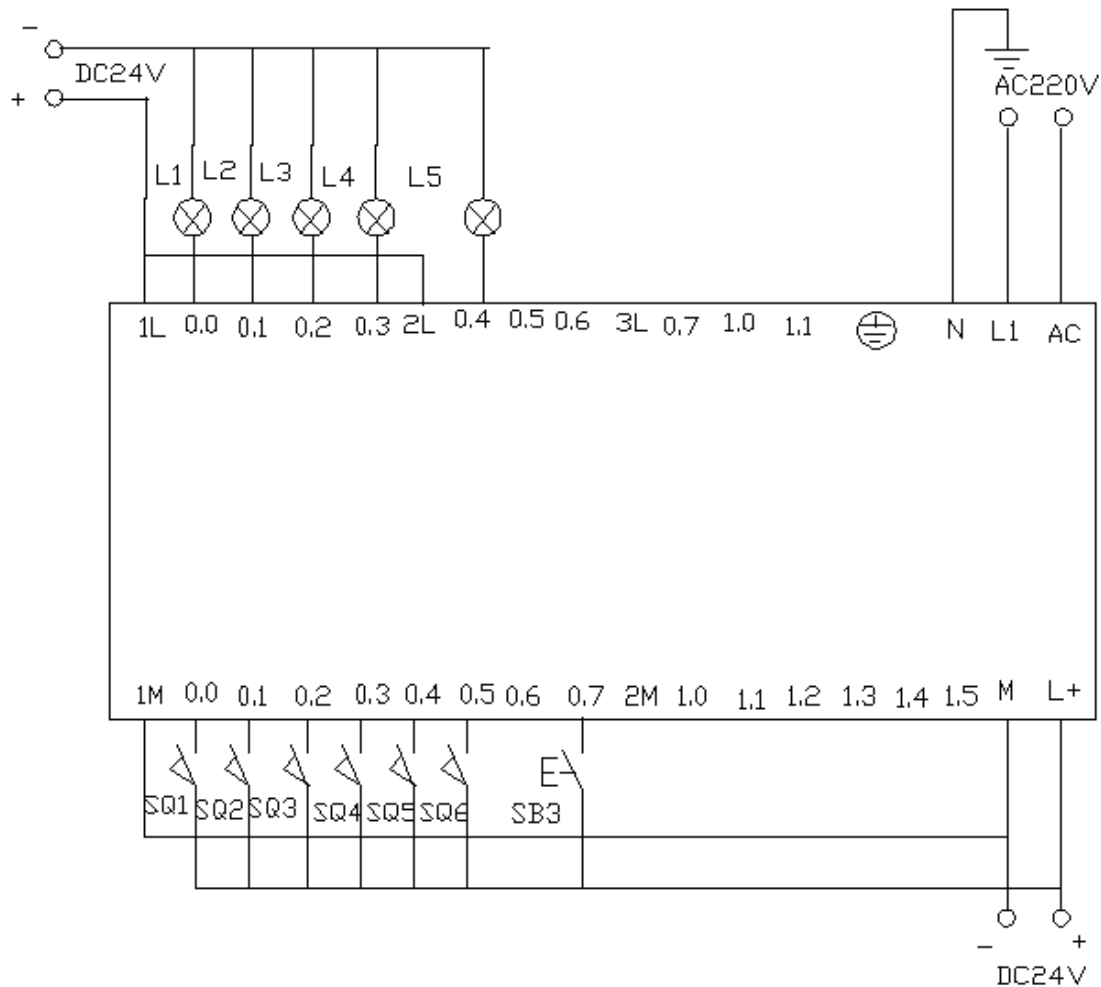 -
DC24V
+
AC220V
L1 L2 L3 L4 L5
1L 0.0 0.1 0.2 0.3 2L 0.4 0.5 0.6 3L 0.7 1.0 1.1 N L1 AC
1M 0.0 0.1 0.2 0.3 0.4 0.5 0.6 0.7 2M 1.0 1.1 1.2 1.3 1.4 1.5 M L+
SQ1 SQ2 SQ3 SQ4 SQ5 SQ6 SB3
- +
DC24V